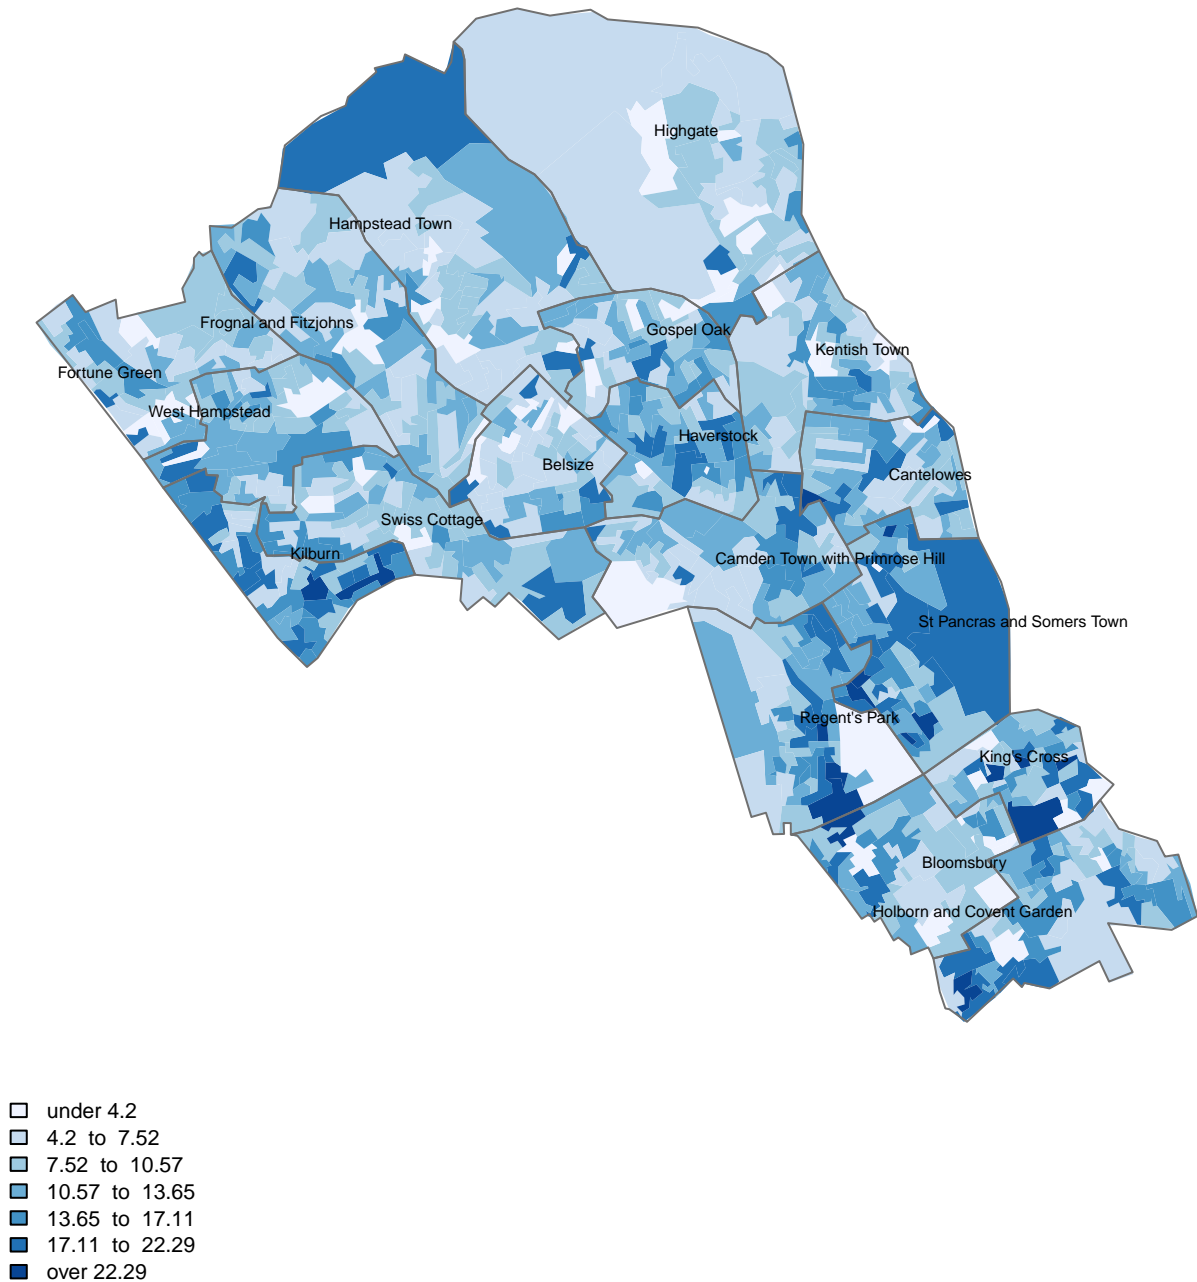 Highgate
Hampstead Town
Frognal and Fitzjohns
Gospel Oak
Kentish Town
Fortune Green
West Hampstead
Haverstock
Belsize
Cantelowes
Swiss Cottage
Kilburn
Camden Town with Primrose Hill
St Pancras and Somers Town
Regent's Park
King's Cross
Bloomsbury
Holborn and Covent Garden
under 4.2
4.2 to 7.52
7.52 to 10.57
10.57 to 13.65
13.65 to 17.11
17.11 to 22.29
over 22.29